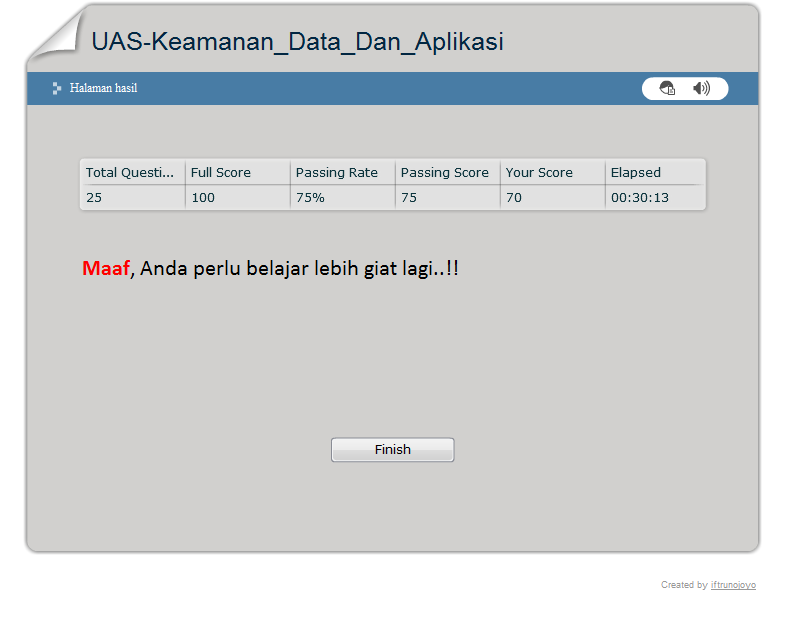 UAS-Keamanan_Data_Dan_Aplikasi
Halaman hasil
Total Questi... Full Score Passing Rate Passing Score Your Score Elapsed
25 100 75% 75 70 00:30:13
Maaf, Anda perlu belajar lebih giat lagi..!!
Finish
Created by iftrunojoyo